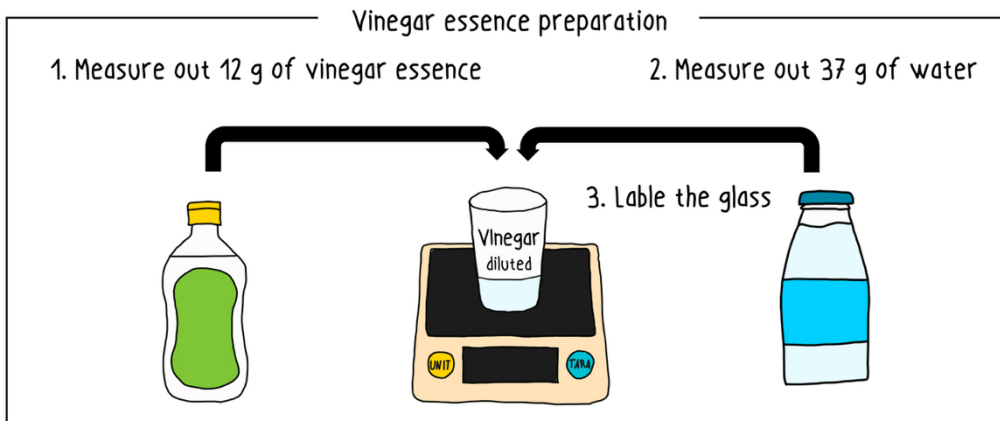 Vinegar essence preparation
1. Measure out 12 g of vinegar essence
2. Measure out 37 g of water
3. Lable the glass
VInegar
diluted
UNIT
TARA